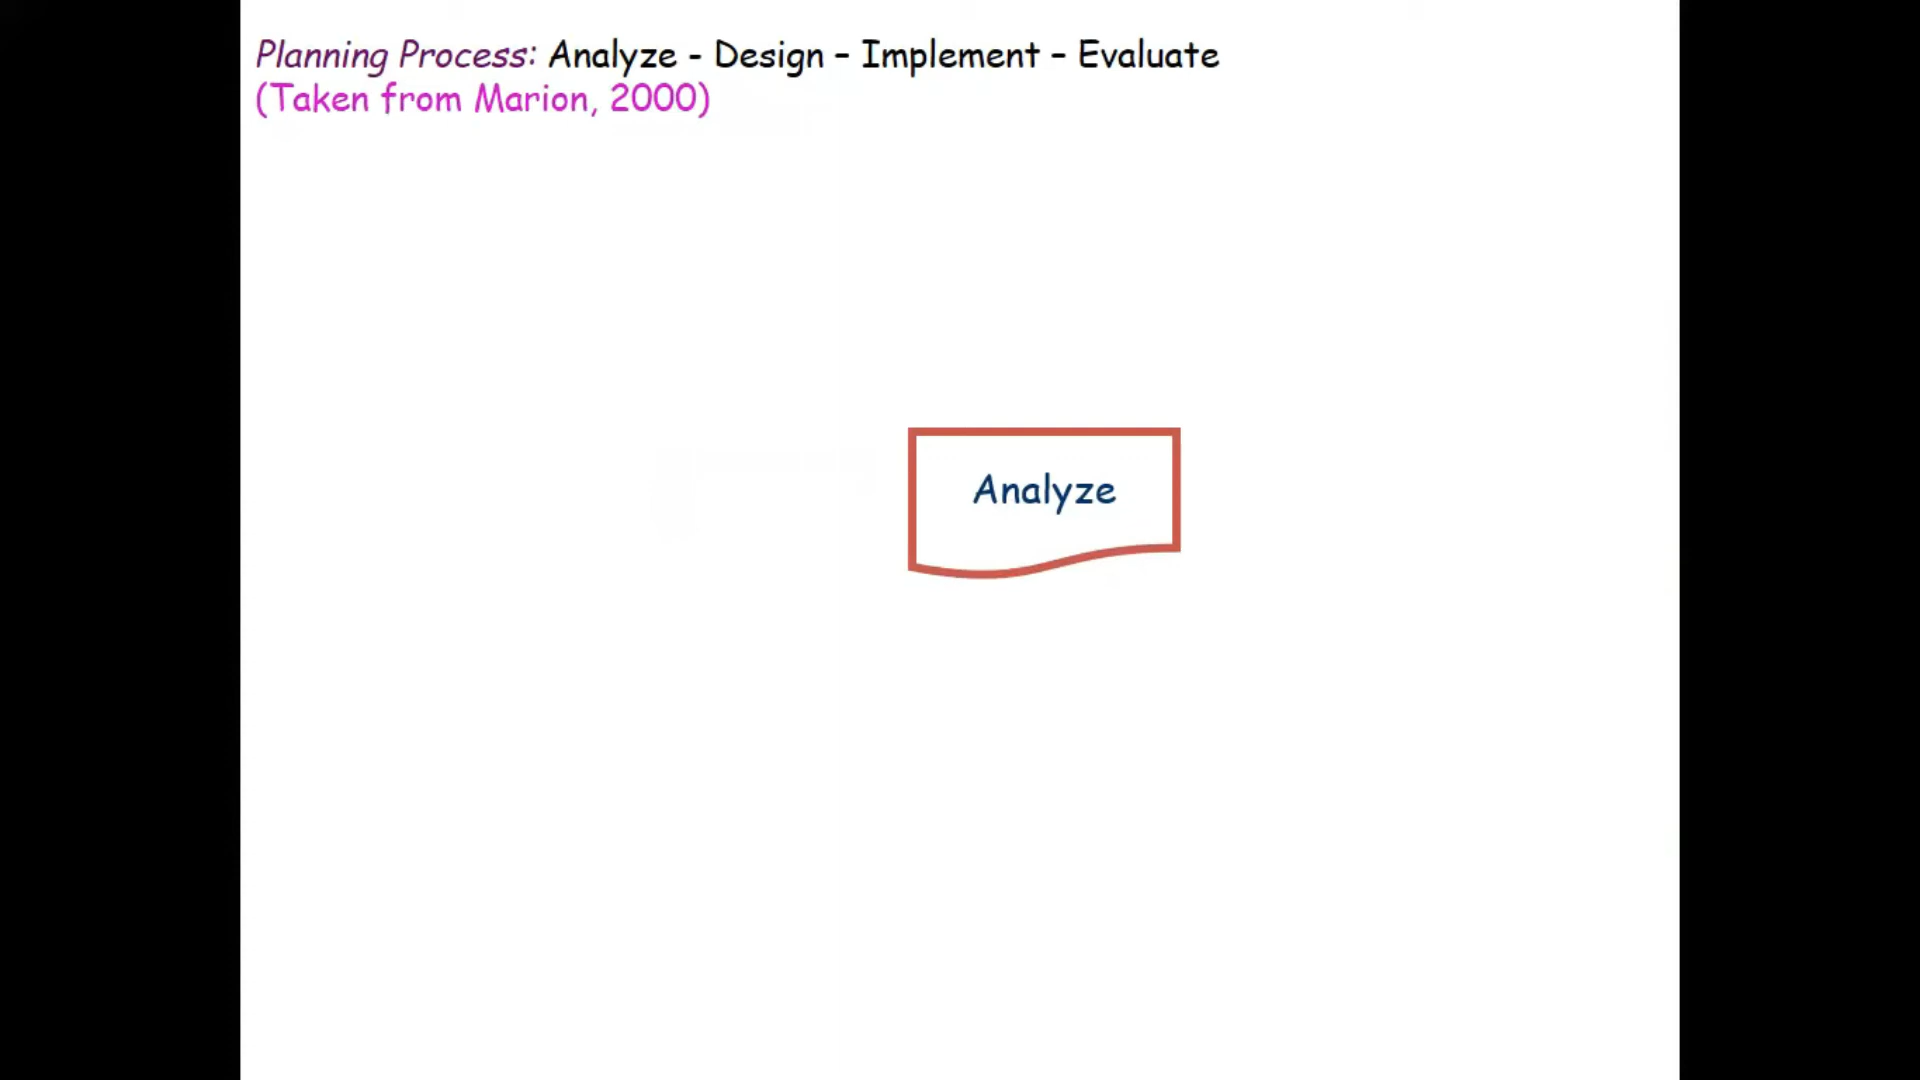 Planning Process: Analyze - Design – Implement – Evaluate
(Taken from Marion, 2000)
Analyze